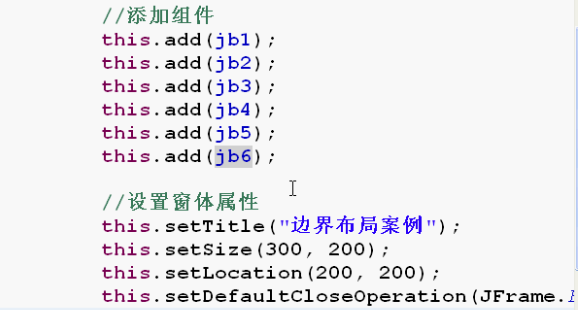 //添加组件
this.add(jb1);
this.add(jb2);
this.add(jb3);
this.add(jb4);
this.add(jb5);
this.add(jb6);
//设置窗体属性
this.setTitle("边界布局案例");
this.setSize(300, 200);
this.setLocation(200, 200);
this.setDefaultCloseOperation(JFrame.